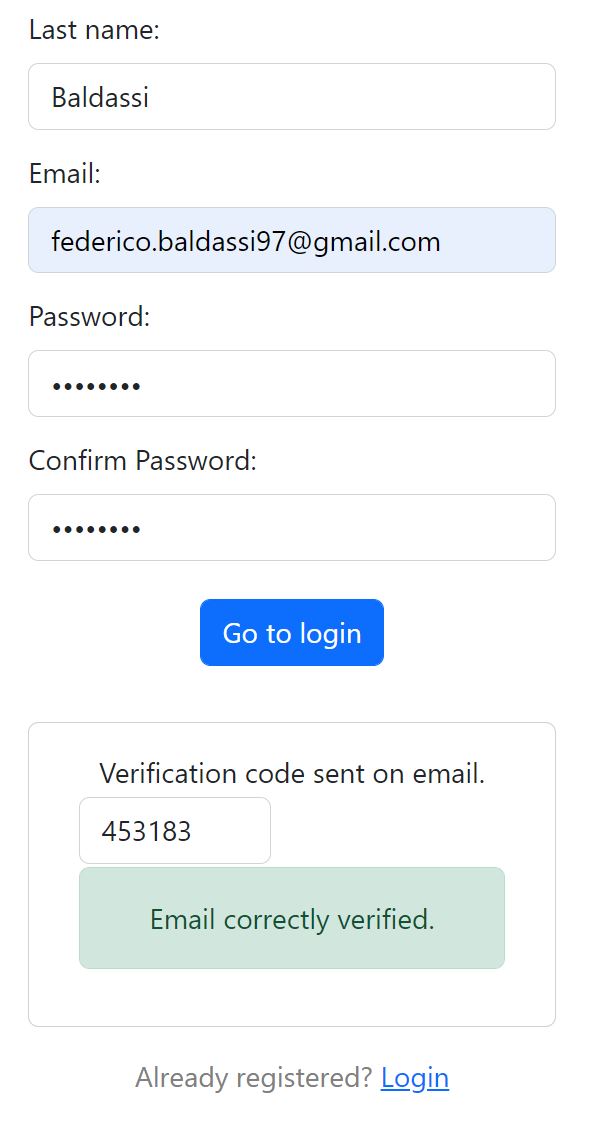 Last name:
Baldassi
Email:
federico.baldassi97@gmail.com
Password:
••••••••
Confirm Password:
••••••••
Go to login
Verification code sent on email.
453183
Email correctly verified.
Already registered? Login